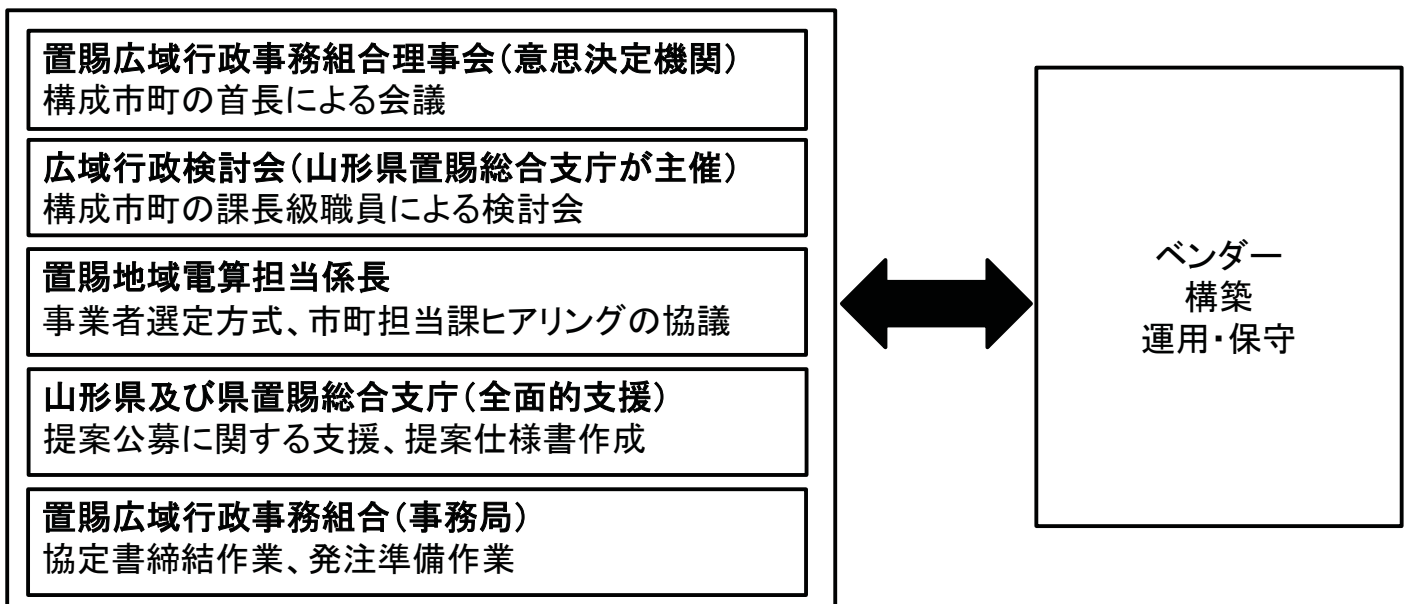 置賜広域行政事務組合理事会(意思決定機関)
構成市町の首長による会議
広域行政検討会(山形県置賜総合支庁が主催)
構成市町の課長級職員による検討会
置賜地域電算担当係長
事業者選定方式、市町担当課ヒアリングの協議
山形県及び県置賜総合支庁(全面的支援)
提案公募に関する支援、提案仕様書作成
置賜広域行政事務組合(事務局)
協定書締結作業、発注準備作業
ベンダー
構築
運用・保守